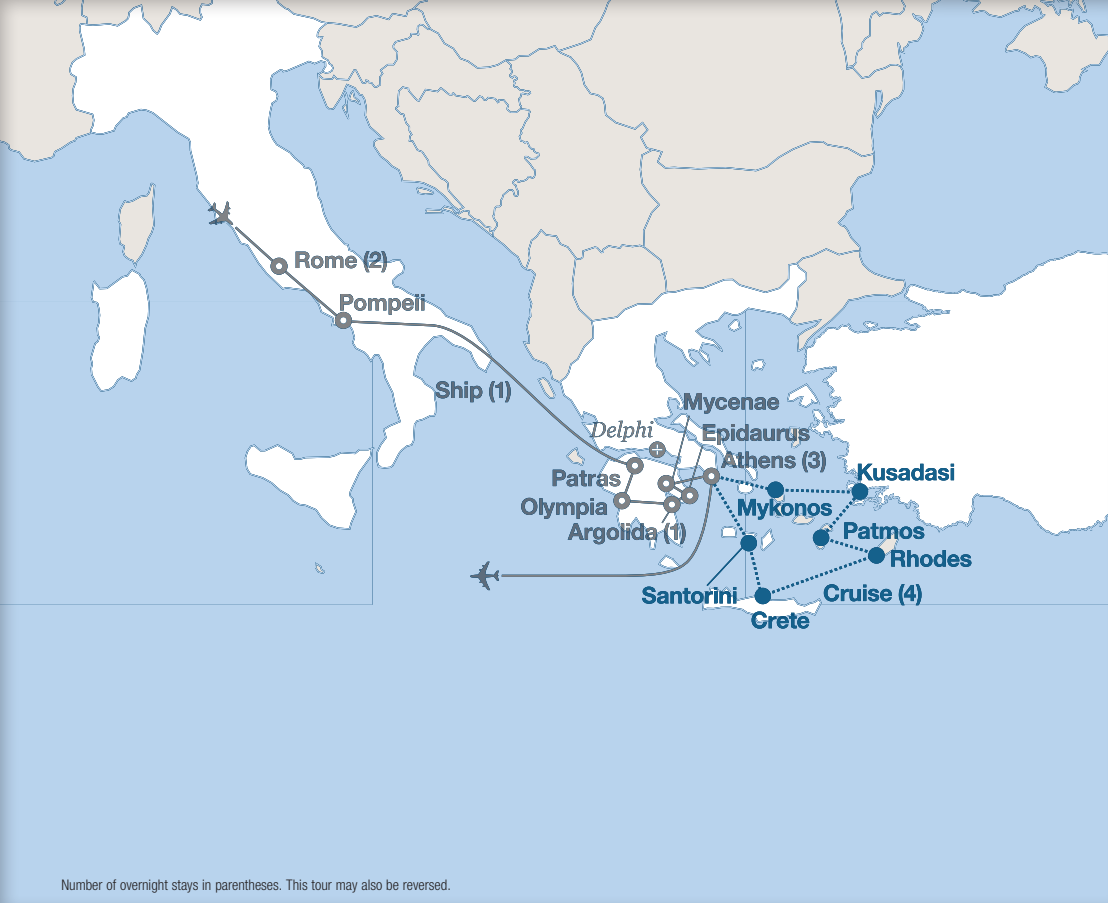 Rome (2)
Pompeii
Ship (1)
Mycenae
Delphi
Epidaurus
Athens (3)
Kusadasi
Patras
Olympia
Mykonos
Argolida (1)
Patmos
Rhodes
Santorini
Cruise (4)
Crete
Number of overnight stays in parentheses. This tour may also be reversed.